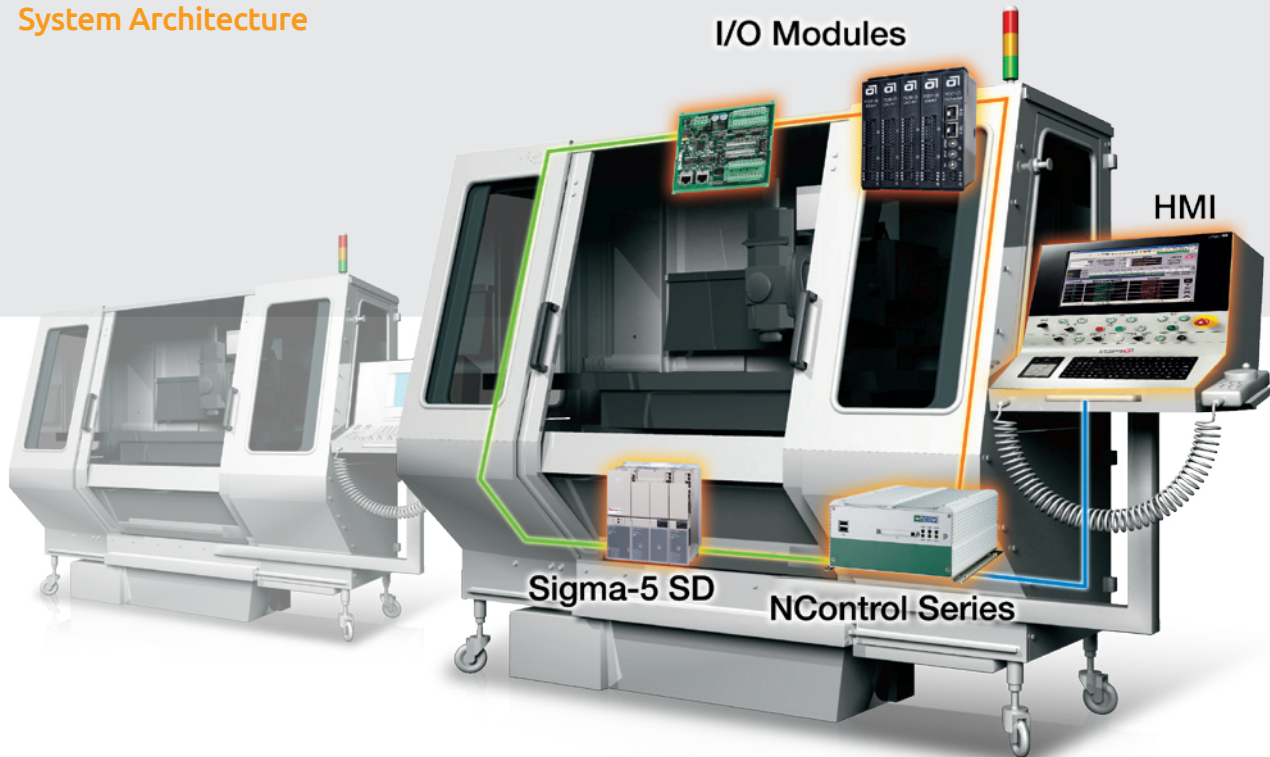 System Architecture
I/O Modules
HMI
Sigma-5 SD
NControl Series